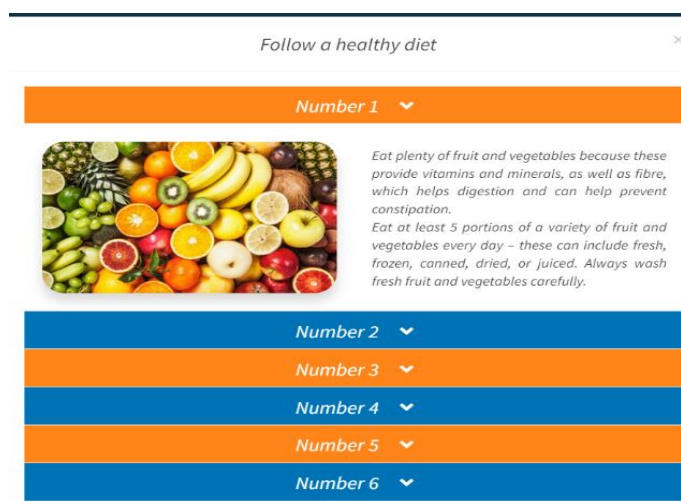 Follow a healthy diet
×
Number 1
Eat plenty of fruit and vegetables because these
provide vitamins and minerals, as well as fibre,
which helps digestion and can help prevent
constipation.
Eat at least 5 portions of a variety of fruit and
vegetables every day – these can include fresh,
frozen, canned, dried, or juiced. Always wash
fresh fruit and vegetables carefully.
Number 2
Number 3
Number 4
Number 5
Number 6